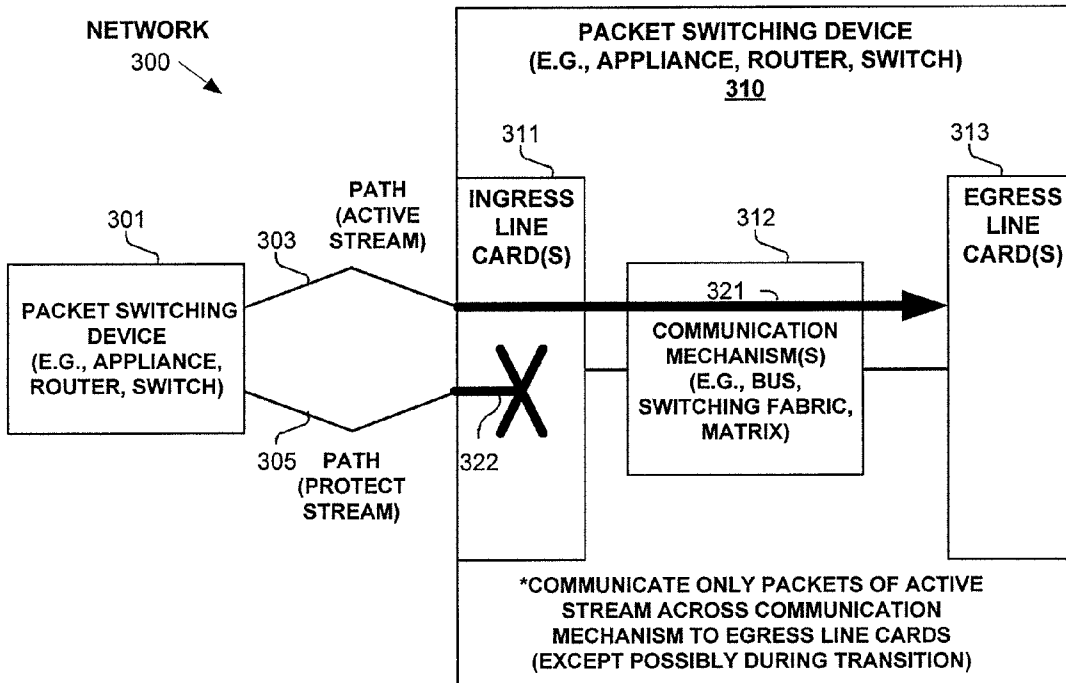 NETWORK
300
PACKET SWITCHING DEVICE
(E.G., APPLIANCE, ROUTER, SWITCH)
310
311
313
PATH
(ACTIVE
STREAM)
INGRESS
LINE
CARD(S)
EGRESS
LINE
CARD(S)
301
303
312
PACKET SWITCHING
DEVICE
(E.G., APPLIANCE,
ROUTER, SWITCH)
321
COMMUNICATION
MECHANISM(S)
(E.G., BUS,
SWITCHING FABRIC,
MATRIX)
305
322
PATH
(PROTECT
STREAM)
*COMMUNICATE ONLY PACKETS OF ACTIVE
STREAM ACROSS COMMUNICATION
MECHANISM TO EGRESS LINE CARDS
(EXCEPT POSSIBLY DURING TRANSITION)